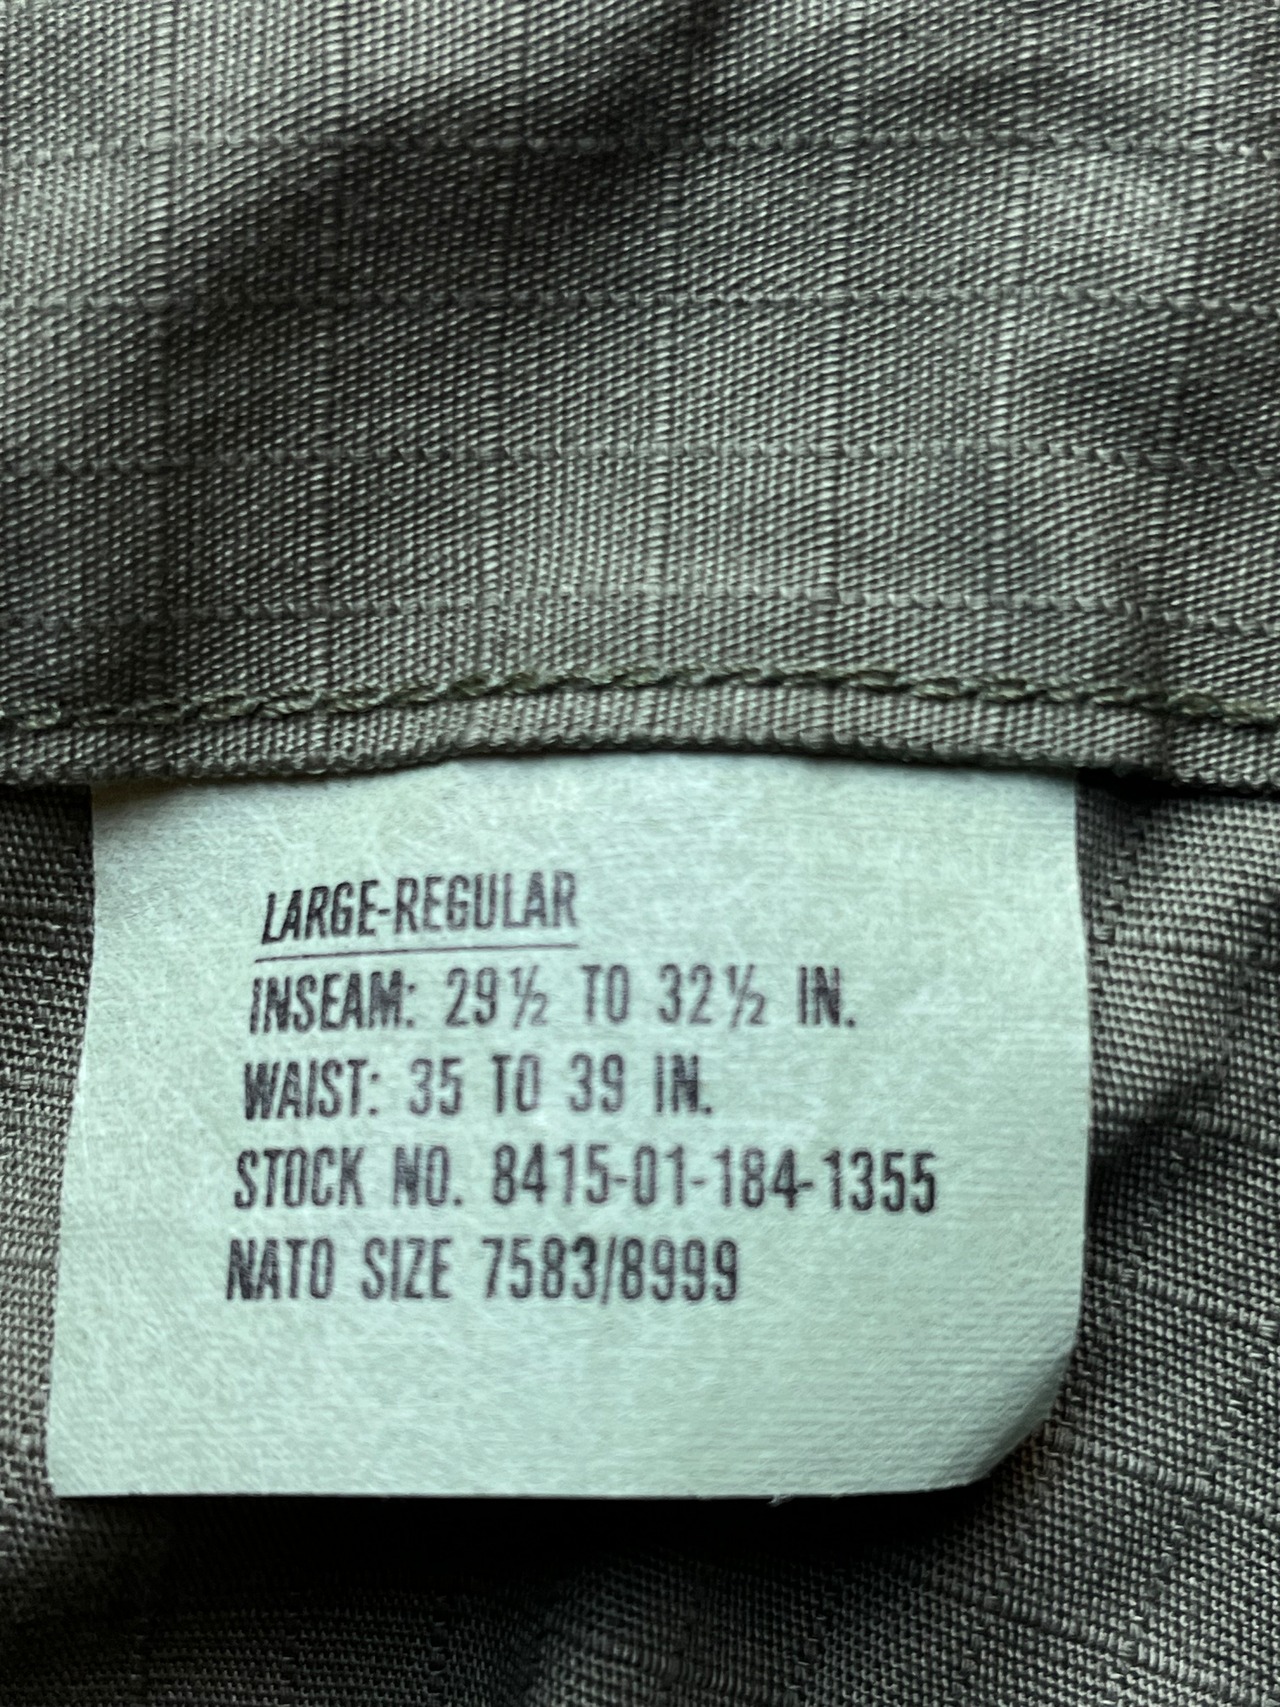 LARGE-REGULAR
INSEAM: 29½ TO 32½ IN.
WAIST: 35 TO 39 IN.
STOCK NO. 8415-01-184-1355
NATO SIZE 7583/8999